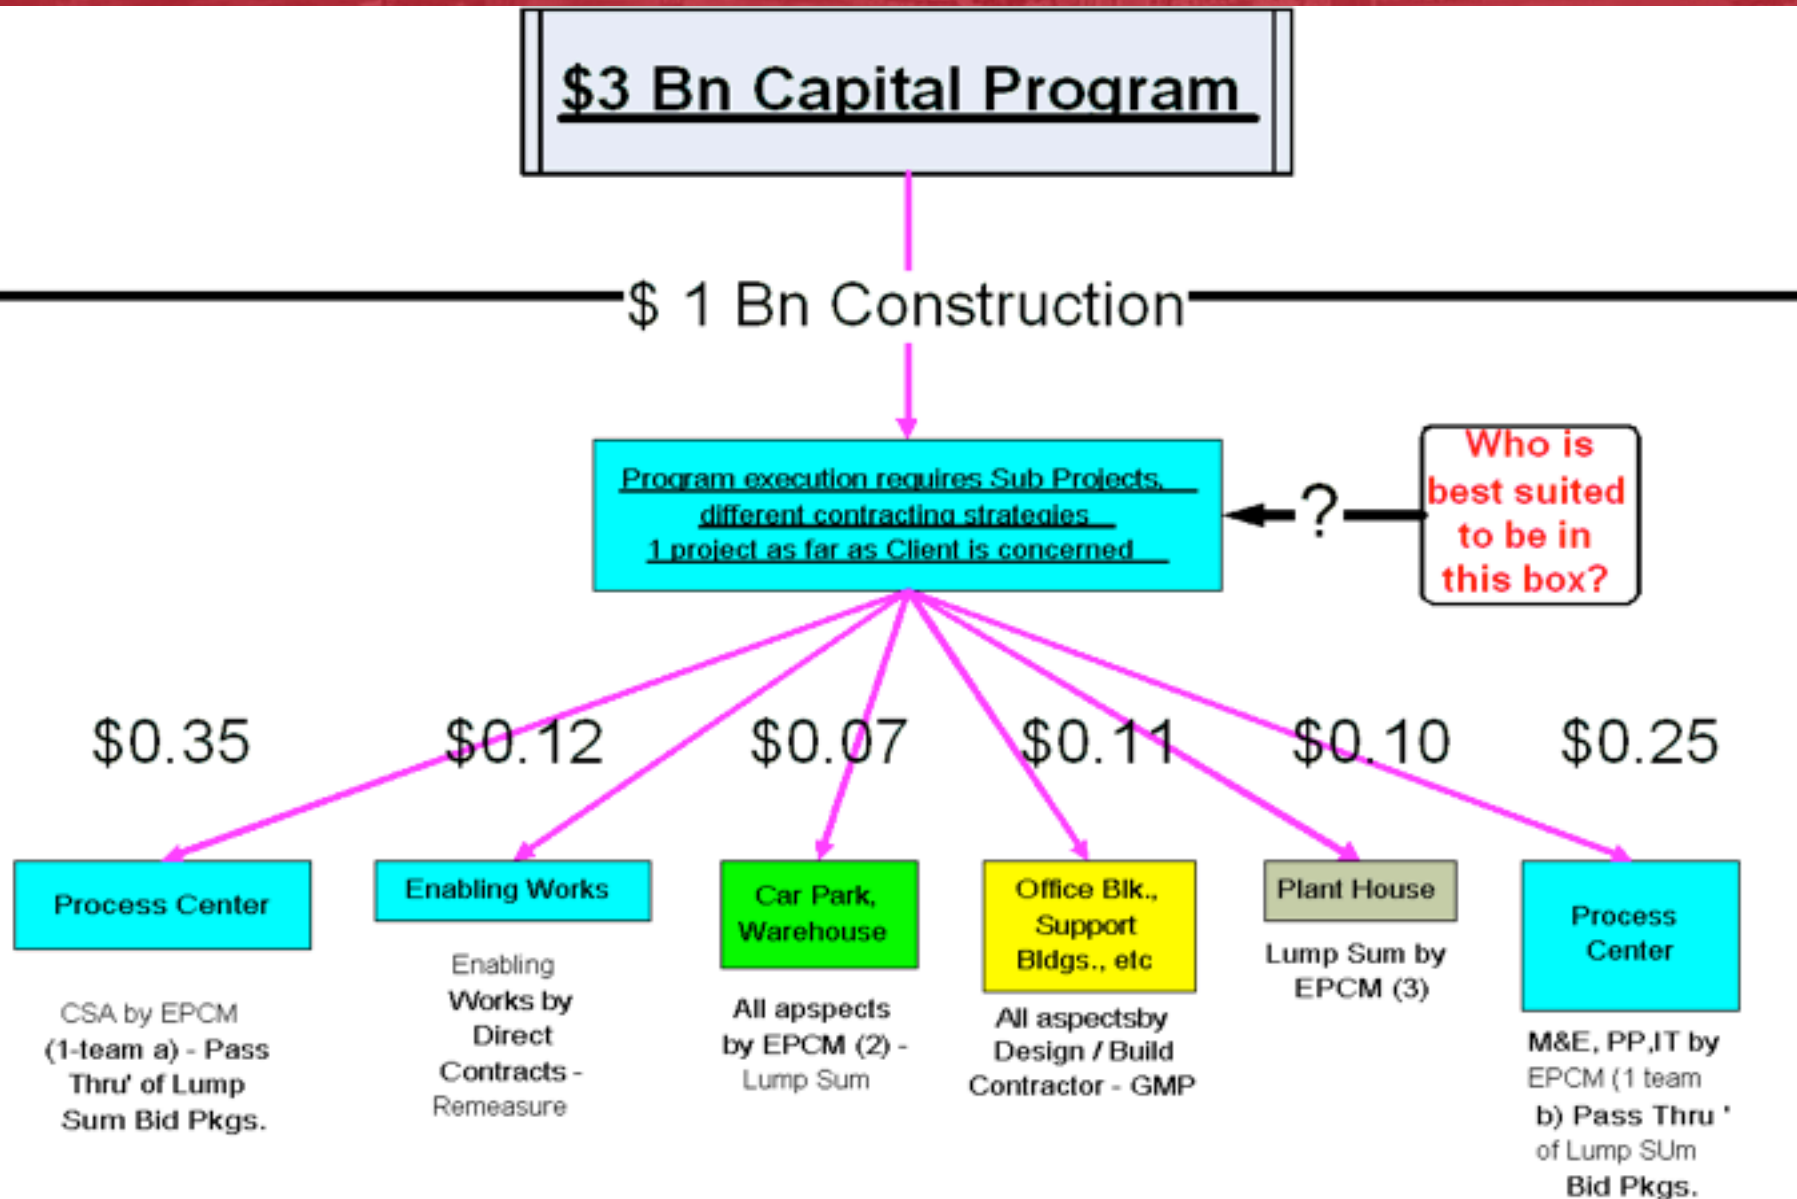 $3 Bn Capital Program
$ 1 Bn Construction
Program execution requires Sub Projects,
different contracting strategies
1 project as far as Client is concerned
?
Who is
best suited
to be in
this box?
$0.35
$0.12
$0.07
$0.11
$0.10
$0.25
Process Center
CSA by EPCM
(1-team a) - Pass
Thru' of Lump
Sum Bid Pkgs.
Enabling Works
Enabling
Works by
Direct
Contracts -
Remeasure
Car Park,
Warehouse
All apspects
by EPCM (2) -
Lump Sum
Office Blk.,
Support
Bldgs., etc
All aspectsby
Design / Build
Contractor - GMP
Plant House
Lump Sum by
EPCM (3)
Process
Center
M&E, PP,IT by
EPCM (1 team
b) Pass Thru '
of Lump SUm
Bid Pkgs.